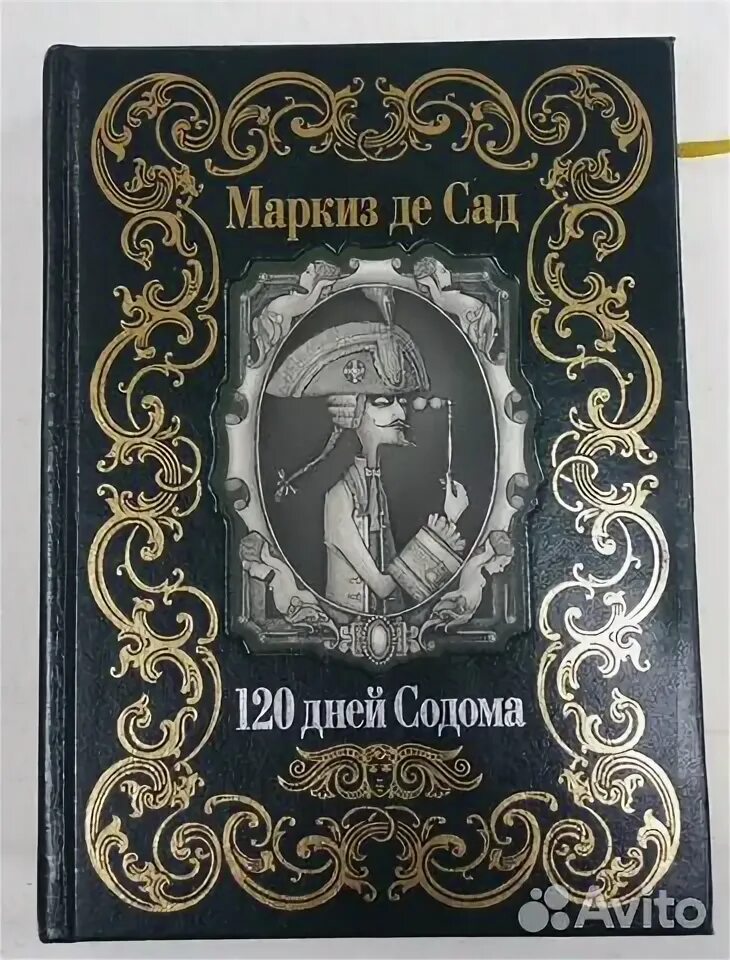 Маркиз де Сад
120 дней Содома
Avito